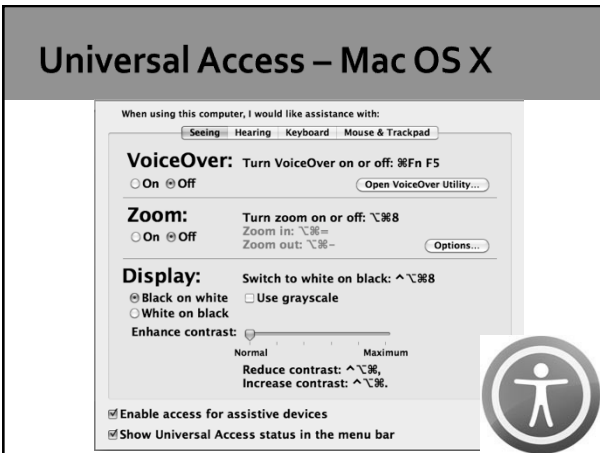 Universal Access – Mac OS X
When using this computer, I would like assistance with:
Seeing Hearing Keyboard Mouse & Trackpad
VoiceOver: Turn VoiceOver on or off: ⌘Fn F5
On Off Open VoiceOver Utility...
Zoom: Turn zoom on or off: ⌥⌘8
On Off Zoom in: ⌥⌘=
Zoom out: ⌥⌘– Options...
Display: Switch to white on black: ^⌥⌘8
Black on white Use grayscale
White on black
Enhance contrast:
Normal Maximum
Reduce contrast: ^⌥⌘,
Increase contrast: ^⌥⌘.
Enable access for assistive devices
Show Universal Access status in the menu bar